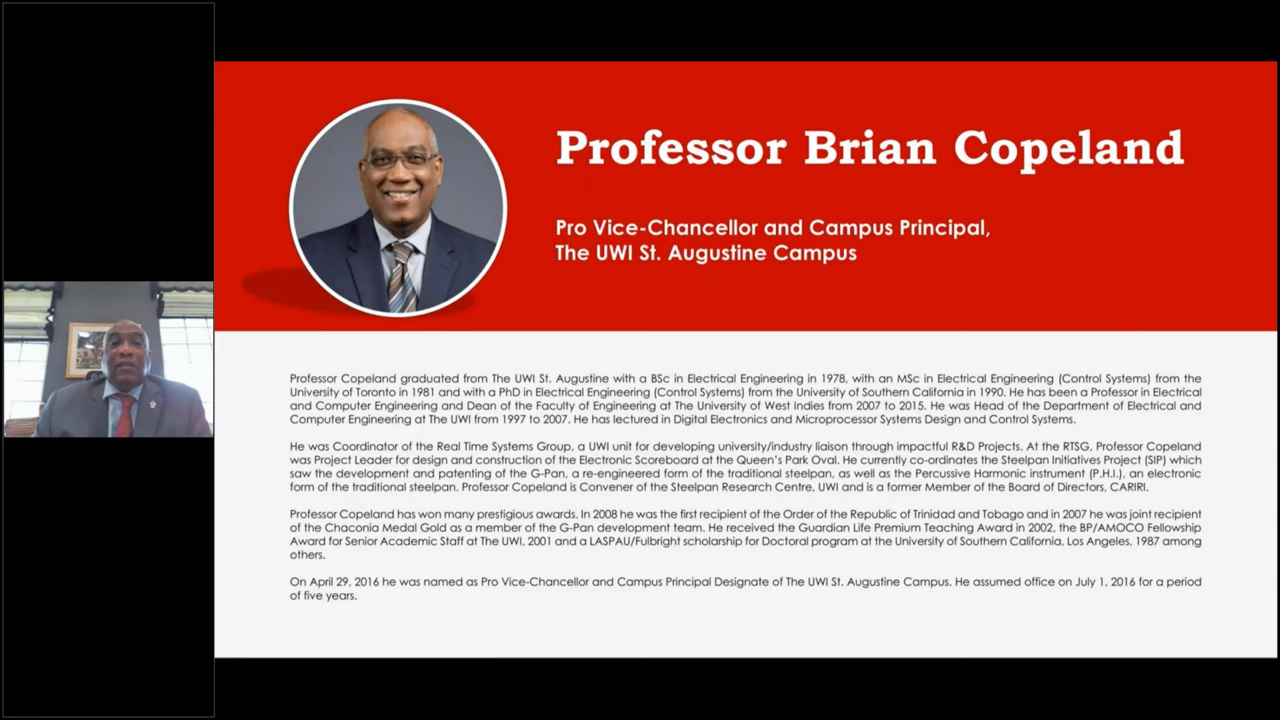 Professor Brian Copeland
Pro Vice-Chancellor and Campus Principal,
The UWI St. Augustine Campus
Professor Copeland graduated from The UWI St. Augustine with a BSc in Electrical Engineering in 1978, with an MSc in Electrical Engineering (Control Systems) from the
University of Toronto in 1981 and with a PhD in Electrical Engineering (Control Systems) from the University of Southern California in 1990. He has been a Professor in Electrical
and Computer Engineering and Dean of the Faculty of Engineering at The University of West Indies from 2007 to 2015. He was Head of the Department of Electrical and
Computer Engineering at The UWI from 1997 to 2007. He has lectured in Digital Electronics and Microprocessor Systems Design and Control Systems.
He was Coordinator of the Real Time Systems Group, a UWI unit for developing university/industry liaison through impactful R&D Projects. At the RTSG, Professor Copeland
was Project Leader for design and construction of the Electronic Scoreboard at the Queen's Park Oval. He currently co-ordinates the Steelpan Initiatives Project (SIP) which
saw the development and patenting of the G-Pan, a re-engineered form of the traditional steelpan, as well as the Percussive Harmonic instrument (P.H.I.), an electronic
form of the traditional steelpan. Professor Copeland is Convener of the Steelpan Research Centre, UWI and is a former Member of the Board of Directors, CARIRI.
Professor Copeland has won many prestigious awards. In 2008 he was the first recipient of the Order of the Republic of Trinidad and Tobago and in 2007 he was joint recipient
of the Chaconia Medal Gold as a member of the G-Pan development team. He received the Guardian Life Premium Teaching Award in 2002, the BP/AMOCO Fellowship
Award for Senior Academic Staff at The UWI, 2001 and a LASPAU/Fulbright scholarship for Doctoral program at the University of Southern California, Los Angeles, 1987 among
others.
On April 29, 2016 he was named as Pro Vice-Chancellor and Campus Principal Designate of The UWI St. Augustine Campus. He assumed office on July 1, 2016 for a period
of five years.